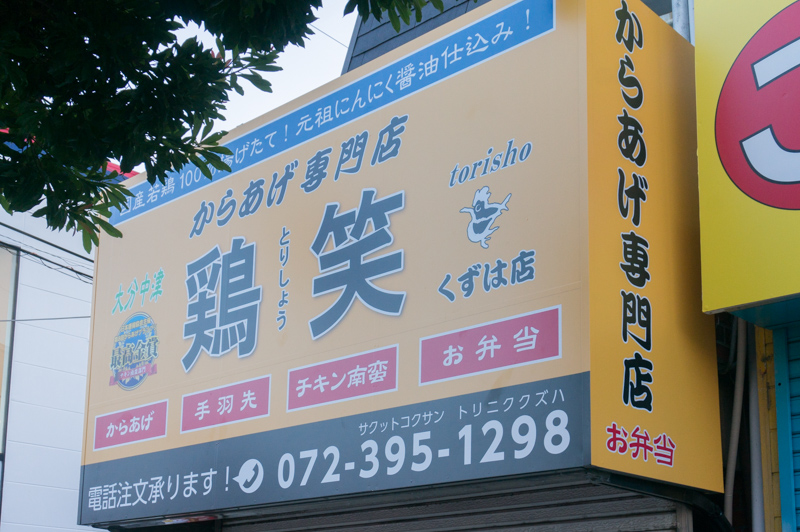 国産若鶏100%揚げたて！元祖にんにく醤油仕込み！
からあげ専門店
torisho
鶏笑
とりしょう
くずは店
大分中津
最高金賞
からあげ
手羽先
チキン南蛮
お弁当
サクットコクサン トリニククズハ
電話注文承ります！ 072-395-1298
からあげ専門店
お弁当